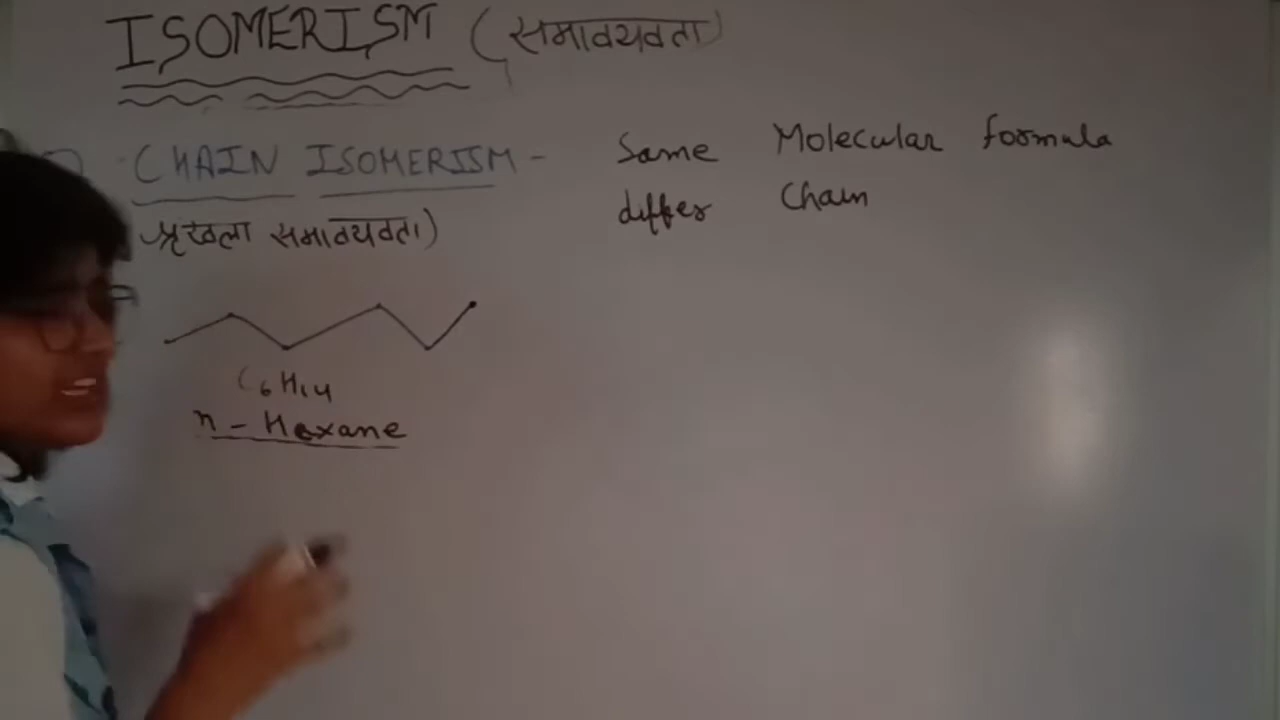 ISOMERISM (समावयवता)
CHAIN ISOMERISM - Same Molecular formula
differ Chain
श्रृंखला समावयवता)
C6H14
n - Hexane